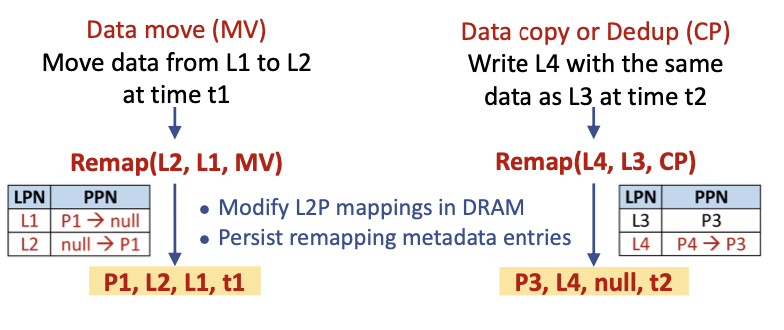 Data move (MV)
Move data from L1 to L2
at time t1
Remap(L2, L1, MV)
LPN PPN
L1 P1 → null
L2 null → P1
P1, L2, L1, t1
• Modify L2P mappings in DRAM
• Persist remapping metadata entries
Data copy or Dedup (CP)
Write L4 with the same
data as L3 at time t2
Remap(L4, L3, CP)
LPN PPN
L3 P3
L4 P4 → P3
P3, L4, null, t2